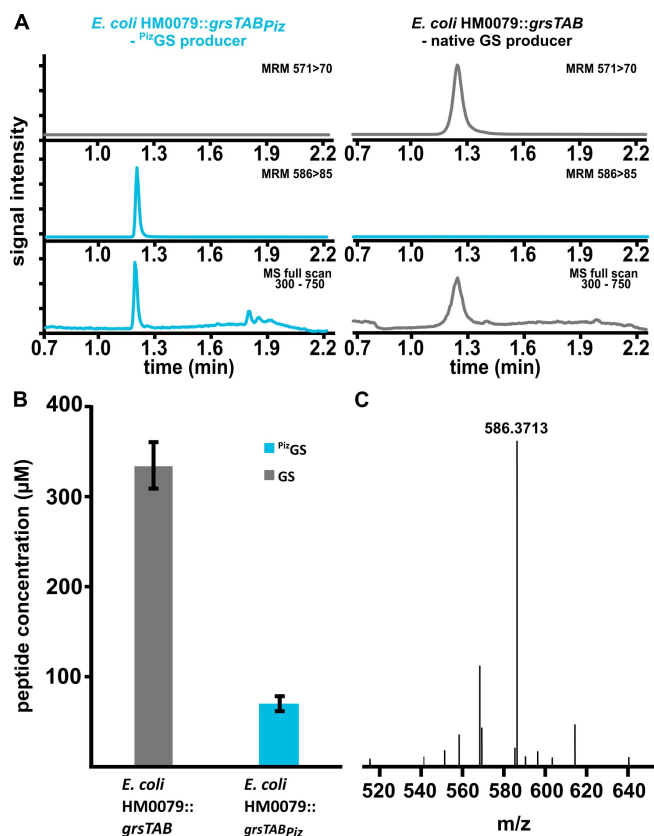 A
E. coli HM0079::grsTABPiz
- PizGS producer
E. coli HM0079::grsTAB
- native GS producer
signal intensity
MRM 571>70
MRM 571>70
1.0 1.3 1.6 1.9 2.2
0.7 1.0 1.3 1.6 1.9 2.2
MRM 586>85
MRM 586>85
1.0 1.3 1.6 1.9 2.2
0.7 1.0 1.3 1.6 1.9 2.2
MS full scan
300 - 750
MS full scan
300 - 750
0.7 1.0 1.3 1.6 1.9 2.2
0.7 1.0 1.3 1.6 1.9 2.2
time (min)
time (min)
B
peptide concentration (µM)
400
300
200
100
PizGS
GS
E. coli
HM0079::
grsTAB
E. coli
HM0079::
grsTABPiz
C
586.3713
520 540 560 580 600 620 640
m/z